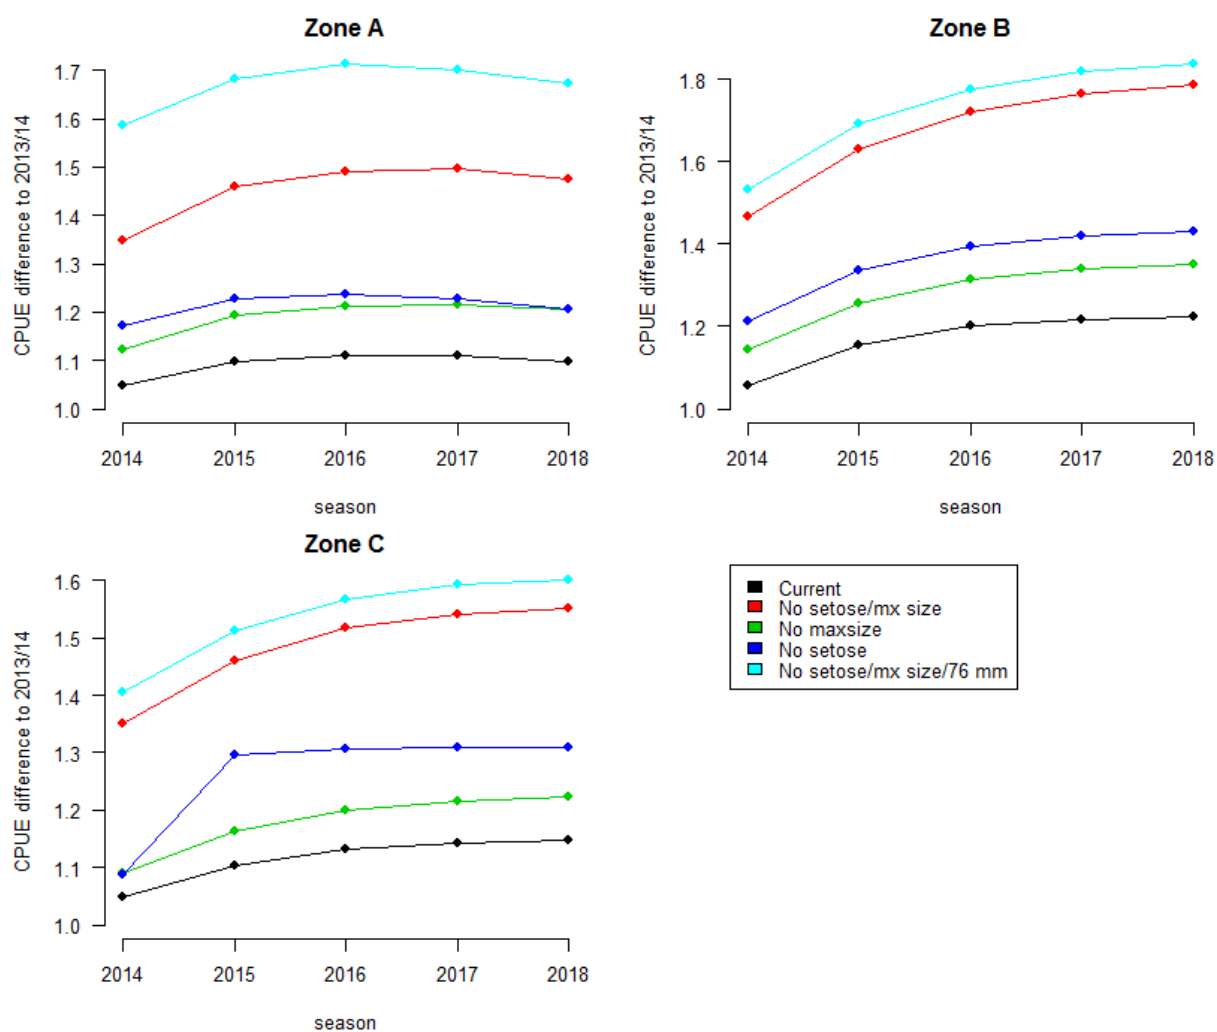 Zone A
CPUE difference to 2013/14
1.7
1.6
1.5
1.4
1.3
1.2
1.1
1.0
2014 2015 2016 2017 2018
season
Zone B
CPUE difference to 2013/14
1.8
1.6
1.4
1.2
1.0
2014 2015 2016 2017 2018
season
Zone C
CPUE difference to 2013/14
1.6
1.5
1.4
1.3
1.2
1.1
1.0
2014 2015 2016 2017 2018
season
Current
No setose/mx size
No maxsize
No setose
No setose/mx size/76 mm